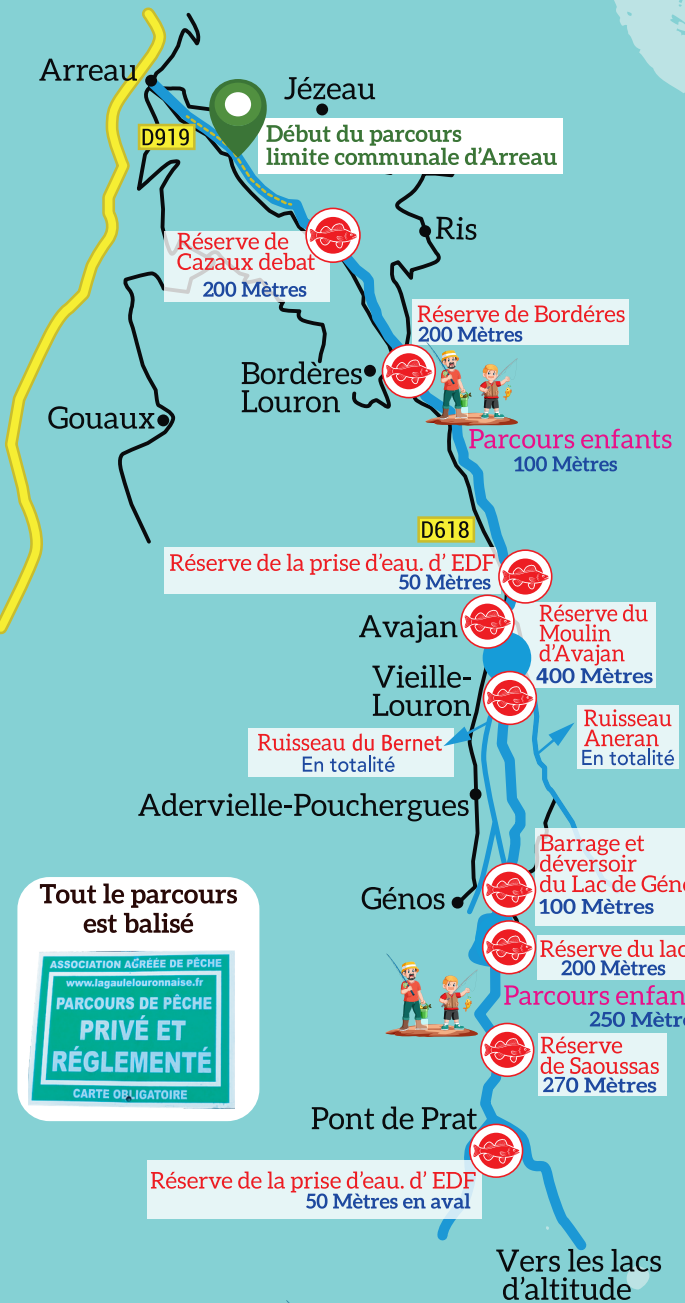 Arreau
Jézeau
D919
Début du parcours
limite communale d'Arreau
Ris
Réserve de
Cazaux debat
200 Mètres
Réserve de Bordéres
200 Mètres
Bordères
Louron
Gouaux
Parcours enfants
100 Mètres
D618
Réserve de la prise d'eau. d' EDF
50 Mètres
Avajan
Réserve du
Moulin
d'Avajan
400 Mètres
Vieille-
Louron
Ruisseau du Bernet
En totalité
Ruisseau
Aneran
En totalité
Adervielle-Pouchergues
Barrage et
déversoir
du Lac de Géno
100 Mètres
Génos
Tout le parcours
est balisé
ASSOCIATION AGRÉÉE DE PÊCHE
www.lagaulelouronnaise.fr
PARCOURS DE PÊCHE
PRIVÉ ET
RÉGLEMENTÉ
CARTE OBLIGATOIRE
Réserve du lac
200 Mètres
Parcours enfan
250 Mètre
Réserve
de Saoussas
270 Mètres
Pont de Prat
Réserve de la prise d'eau. d' EDF
50 Mètres en aval
Vers les lacs
d'altitude